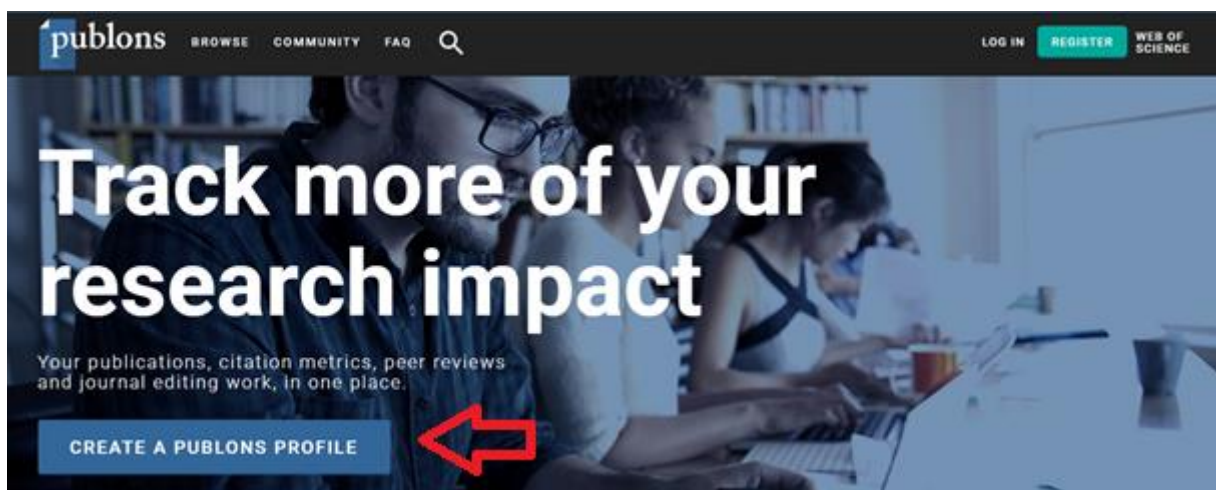 publons BROWSE COMMUNITY FAQ LOG IN REGISTER WEB OF
SCIENCE
Track more of your
research impact
Your publications, citation metrics, peer reviews
and journal editing work, in one place.
CREATE A PUBLONS PROFILE